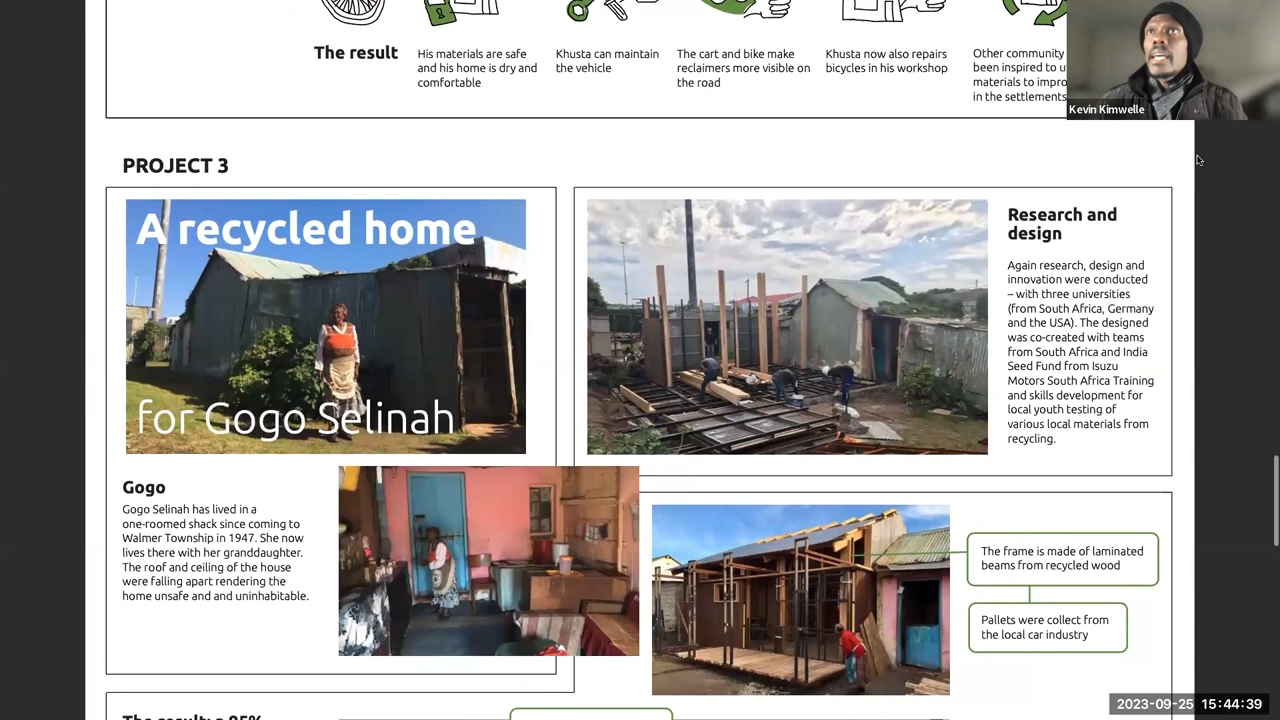 The result
His materials are safe
and his home is dry and
comfortable
Khusta can maintain
the vehicle
The cart and bike make
reclaimers more visible on
the road
Khusta now also repairs
bicycles in his workshop
Other community
been inspired to u
materials to impro
in the settlements
Kevin Kimwelle
PROJECT 3
A recycled home
for Gogo Selinah
Gogo
Gogo Selinah has lived in a
one-roomed shack since coming to
Walmer Township in 1947. She now
lives there with her granddaughter.
The roof and ceiling of the house
were falling apart rendering the
home unsafe and and uninhabitable.
Research and
design
Again research, design and
innovation were conducted
– with three universities
(from South Africa, Germany
and the USA). The designed
was co-created with teams
from South Africa and India
Seed Fund from Isuzu
Motors South Africa Training
and skills development for
local youth testing of
various local materials from
recycling.
The frame is made of laminated
beams from recycled wood
Pallets were collect from
the local car industry
The result: a 95%
2023-09-25 15:44:39